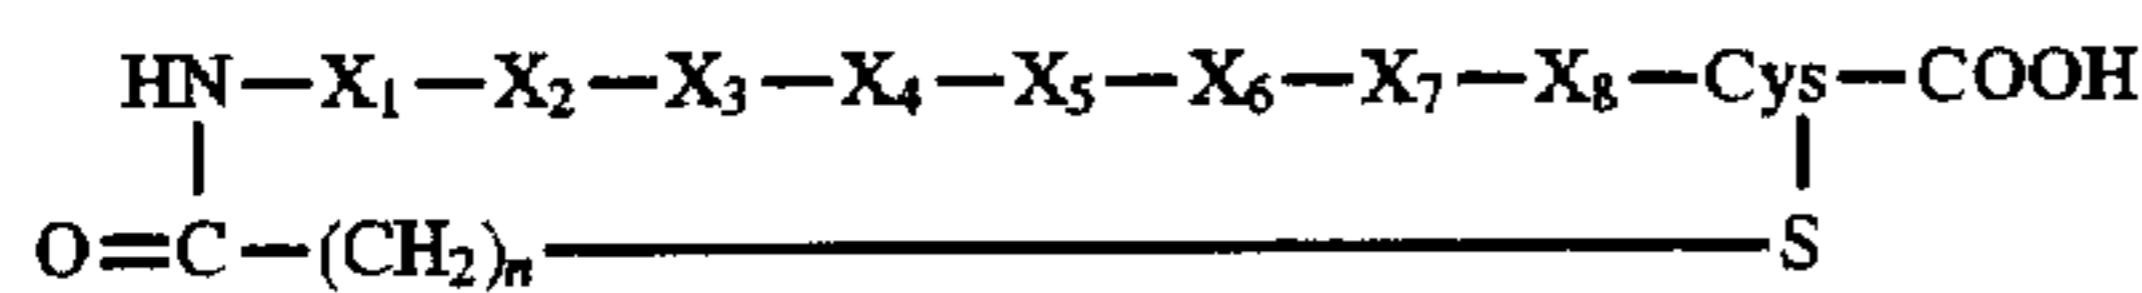 HN—X₁—X₂—X₃—X₄—X₅—X₆—X₇—X₈—Cys—COOH
O=C—(CH₂)ₙ—S